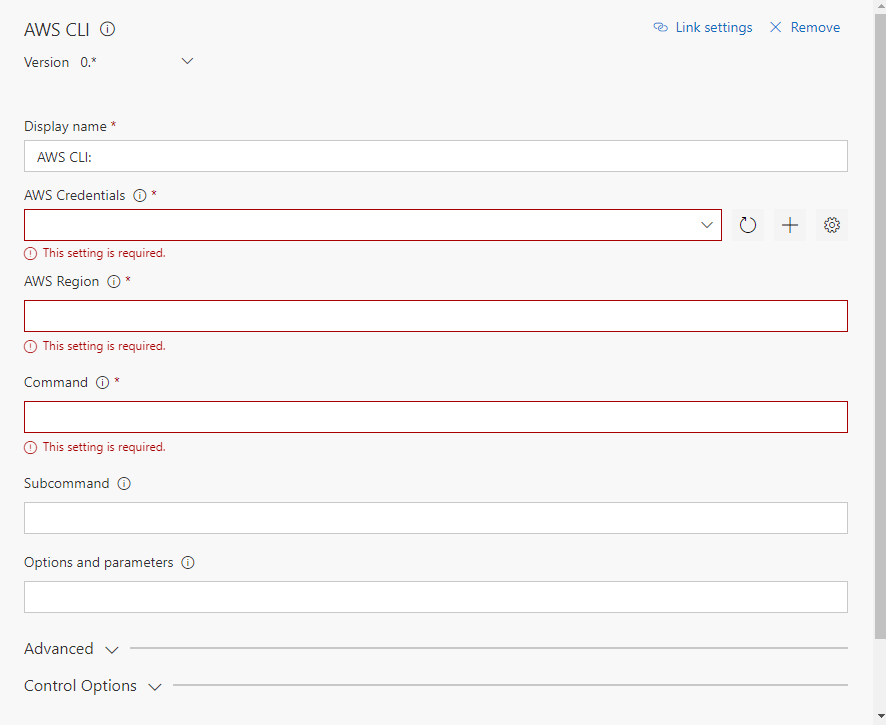 AWS CLI
Link settings
Remove
Version 0.*
Display name *
AWS CLI:
AWS Credentials *
This setting is required.
AWS Region *
This setting is required.
Command *
This setting is required.
Subcommand
Options and parameters
Advanced
Control Options